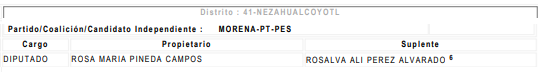 Distrito : 41-NEZAHUALCOYOTL
Partido/Coalición/Candidato Independiente : MORENA-PT-PES
Cargo Propietario Suplente
DIPUTADO ROSA MARIA PINEDA CAMPOS ROSALVA ALI PEREZ ALVARADO 6